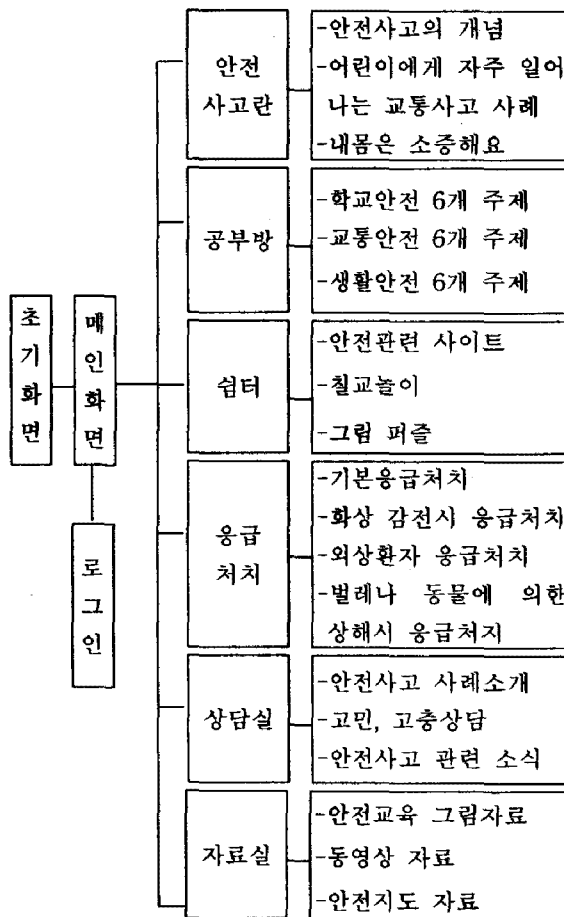 초기화면
메인화면
로그인
안전
사고란
-안전사고의 개념
-어린이에게 자주 일어
나는 교통사고 사례
-내몸은 소증해요
공부방
-학교안전 6개 주제
-교통안전 6개 주제
-생활안전 6개 주제
쉼터
-안전관련 사이트
-칠교놀이
-그림 퍼즐
응급
처치
-기본응급처치
-화상 감전시 응급처치
-외상환자 응급처치
-벌레나 동물에 의한
상해시 응급처지
상담실
-안전사고 사례소개
-고민, 고충상담
-안전사고 관련 소식
자료실
-안전교육 그림자료
-동영상 자료
-안전지도 자료